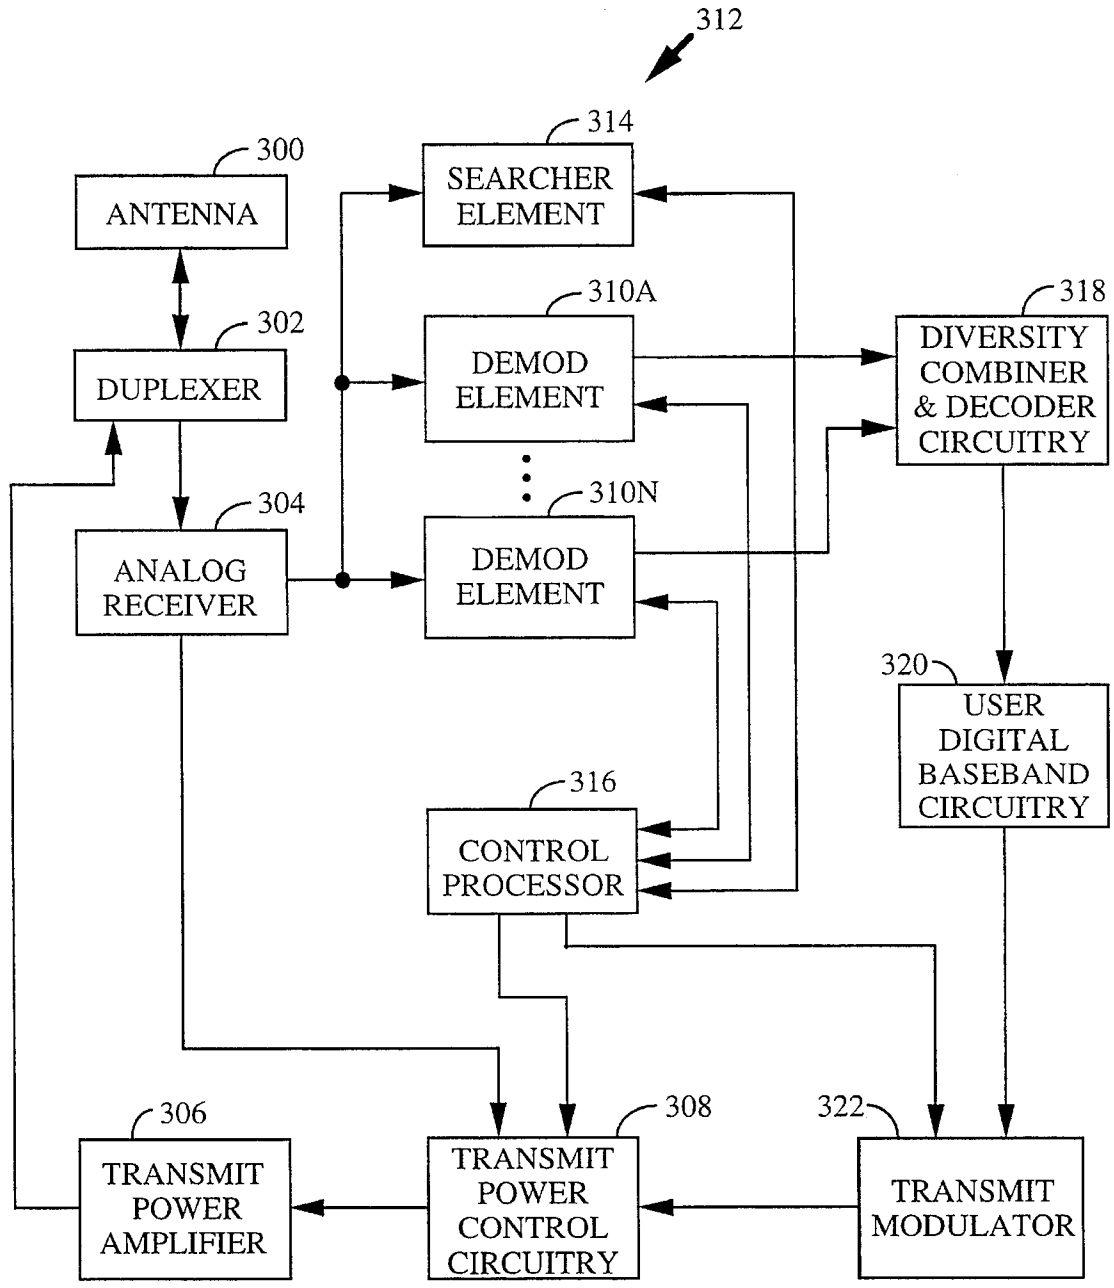 312
314
SEARCHER
ELEMENT
300
ANTENNA
302
DUPLEXER
310A
DEMOD
ELEMENT
318
DIVERSITY
COMBINER
& DECODER
CIRCUITRY
304
ANALOG
RECEIVER
310N
DEMOD
ELEMENT
320
USER
DIGITAL
BASEBAND
CIRCUITRY
316
CONTROL
PROCESSOR
306
TRANSMIT
POWER
AMPLIFIER
308
TRANSMIT
POWER
CONTROL
CIRCUITRY
322
TRANSMIT
MODULATOR